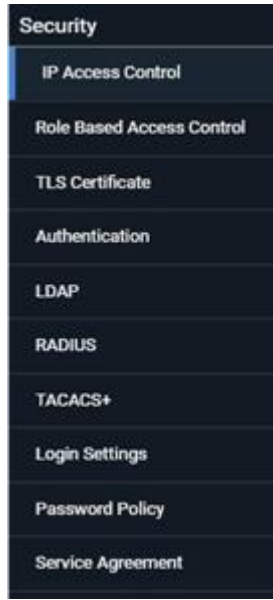 Security
IP Access Control
Role Based Access Control
TLS Certificate
Authentication
LDAP
RADIUS
TACACS+
Login Settings
Password Policy
Service Agreement